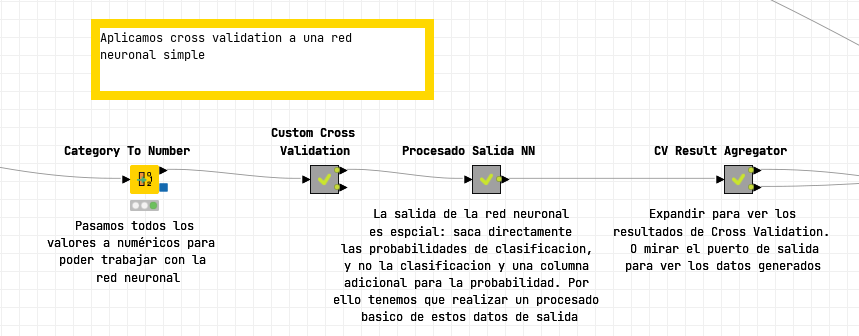 Aplicamos cross validation a una red
neuronal simple
Category To Number
Pasamos todos los
valores a numéricos para
poder trabajar con la
red neuronal
Custom Cross
Validation
Procesado Salida NN
La salida de la red neuronal
es espcial: saca directamente
las probabilidades de clasificacion,
y no la clasificacion y una columna
adicional para la probabilidad. Por
ello tenemos que realizar un procesado
basico de estos datos de salida
CV Result Agregator
Expandir para ver los
resultados de Cross Validation.
O mirar el puerto de salida
para ver los datos generados